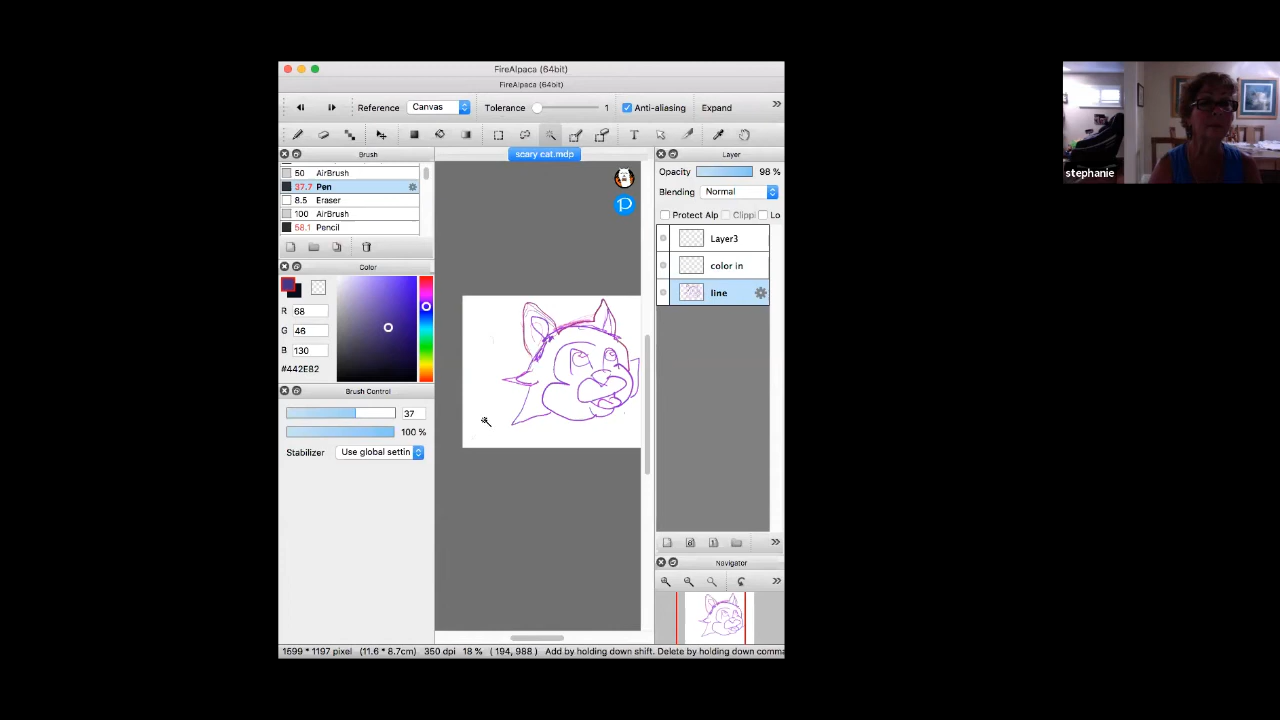 FireAlpaca (64bit)
FireAlpaca (64bit)
Reference Canvas Tolerance 1 Anti-aliasing Expand »
scary cat.mdp
Brush
50 AirBrush
37.7 Pen
8.5 Eraser
100 AirBrush
58.1 Pencil
Color
R 68
G 46
B 130
#442E82
Brush Control
37
100 %
Stabilizer Use global settin
Layer
Opacity 98 %
Blending Normal
Protect Alp Clippi Lo
Layer3
color in
line
Navigator
1699 * 1197 pixel (11.6 * 8.7cm) 350 dpi 18 % ( 194, 988 ) Add by holding down shift. Delete by holding down comma
stephanie